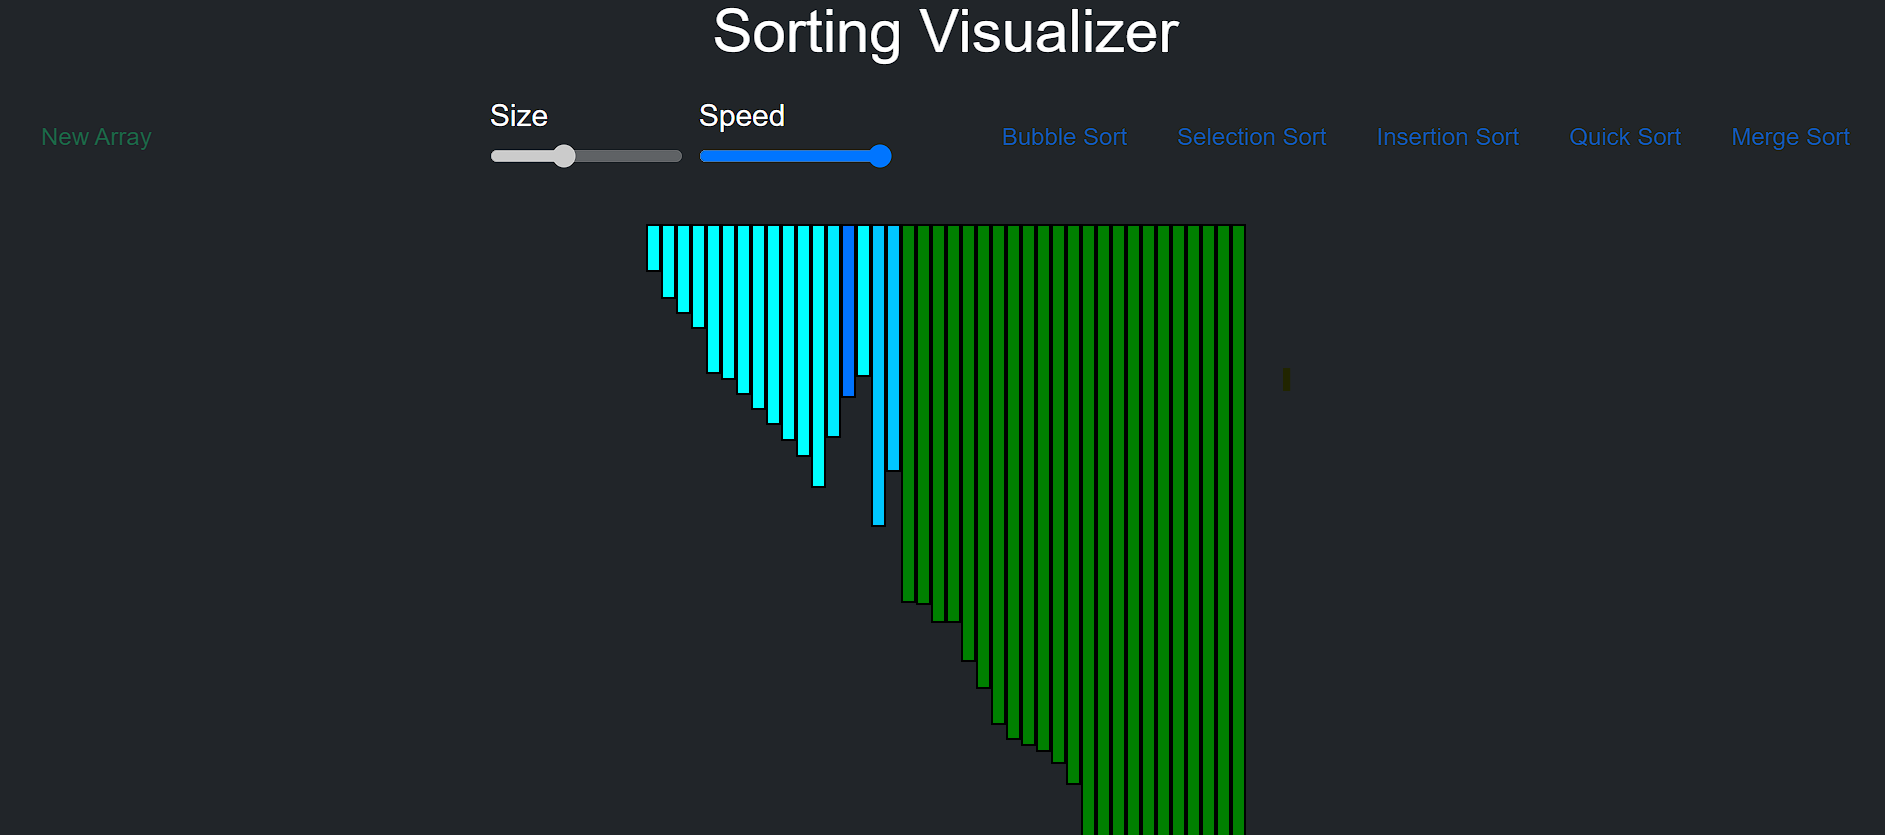 Sorting Visualizer
Size
Speed
New Array
Bubble Sort
Selection Sort
Insertion Sort
Quick Sort
Merge Sort